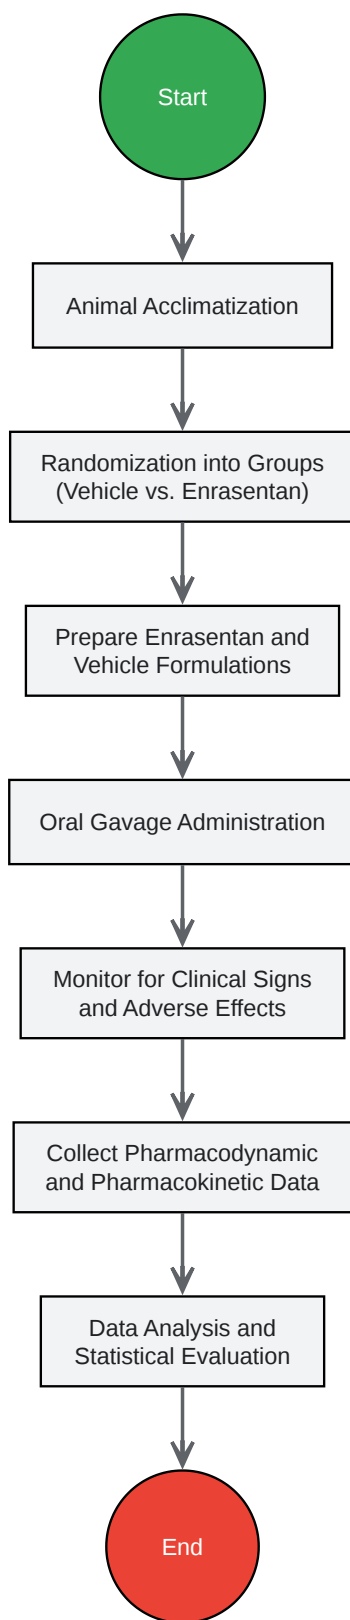 Start
Animal Acclimatization
Randomization into Groups
(Vehicle vs. Enrasentan)
Prepare Enrasentan and
Vehicle Formulations
Oral Gavage Administration
Monitor for Clinical Signs
and Adverse Effects
Collect Pharmacodynamic
and Pharmacokinetic Data
Data Analysis and
Statistical Evaluation
End